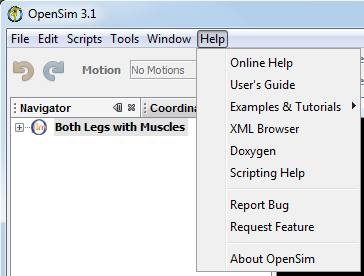 OpenSim 3.1
File Edit Scripts Tools Window Help
Motion No Motions
Navigator Coordina
Both Legs with Muscles
Online Help
User's Guide
Examples & Tutorials
XML Browser
Doxygen
Scripting Help
Report Bug
Request Feature
About OpenSim